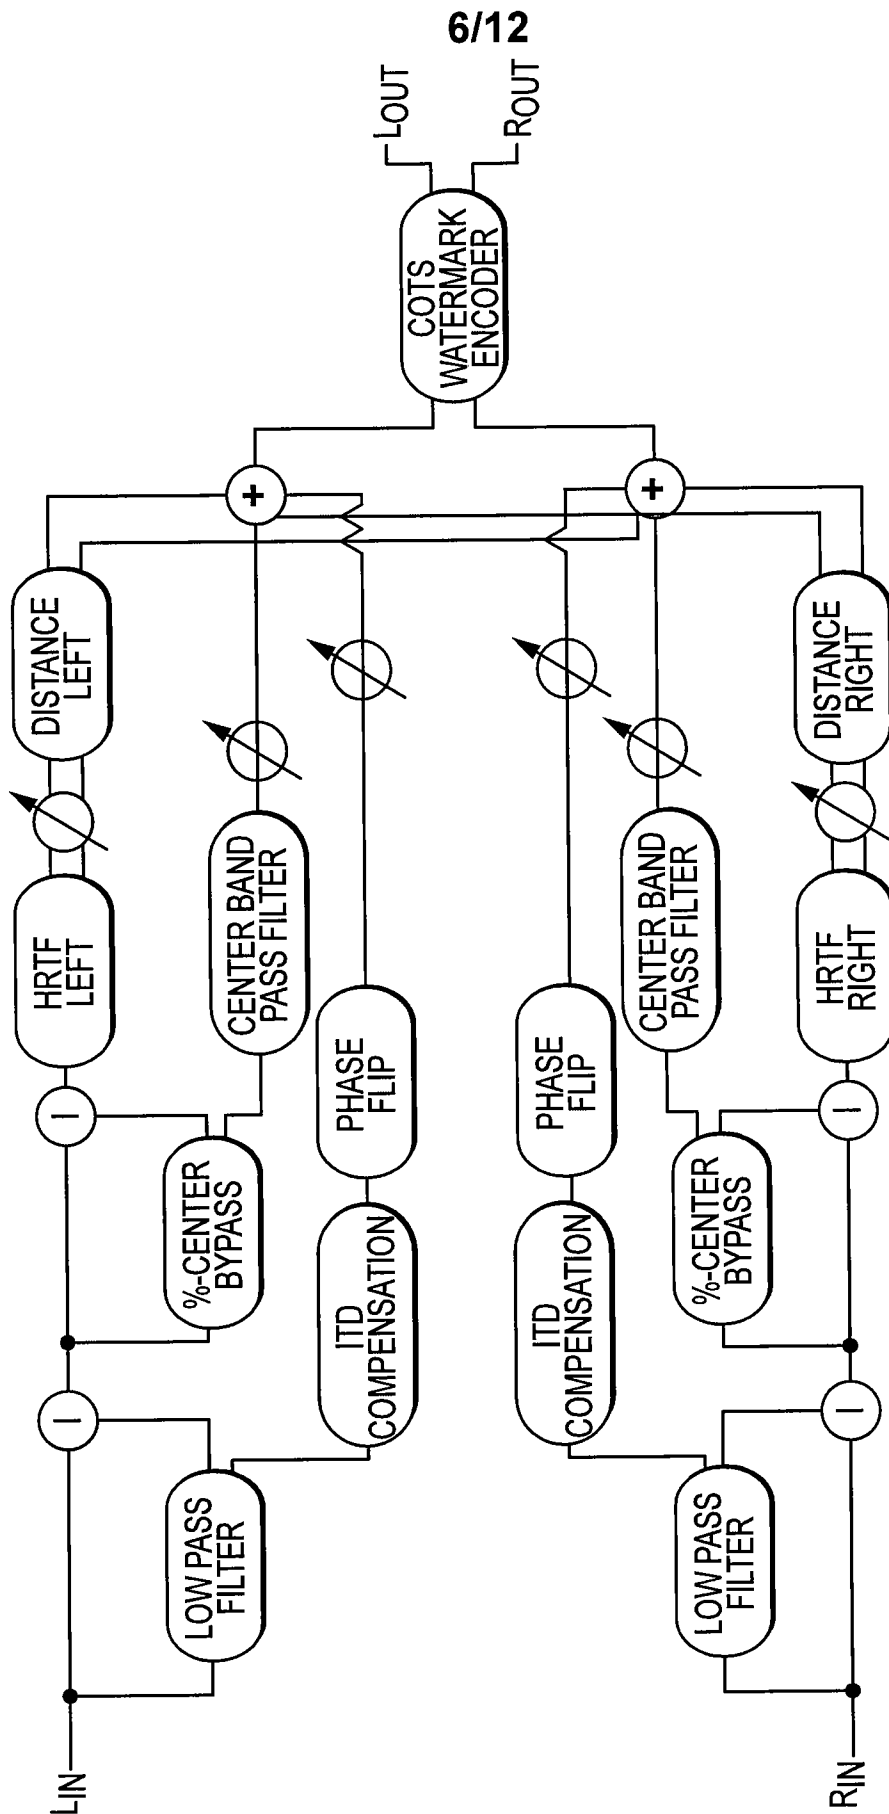 6/12
LIN
LOW PASS
FILTER
−
%-CENTER
BYPASS
−
HRTF
LEFT
DISTANCE
LEFT
ITD
COMPENSATION
PHASE
FLIP
CENTER BAND
PASS FILTER
+
COTS
WATERMARK
ENCODER
LOUT
ROUT
+
ITD
COMPENSATION
PHASE
FLIP
CENTER BAND
PASS FILTER
LOW PASS
FILTER
%-CENTER
BYPASS
RIN
−
−
HRTF
RIGHT
DISTANCE
RIGHT